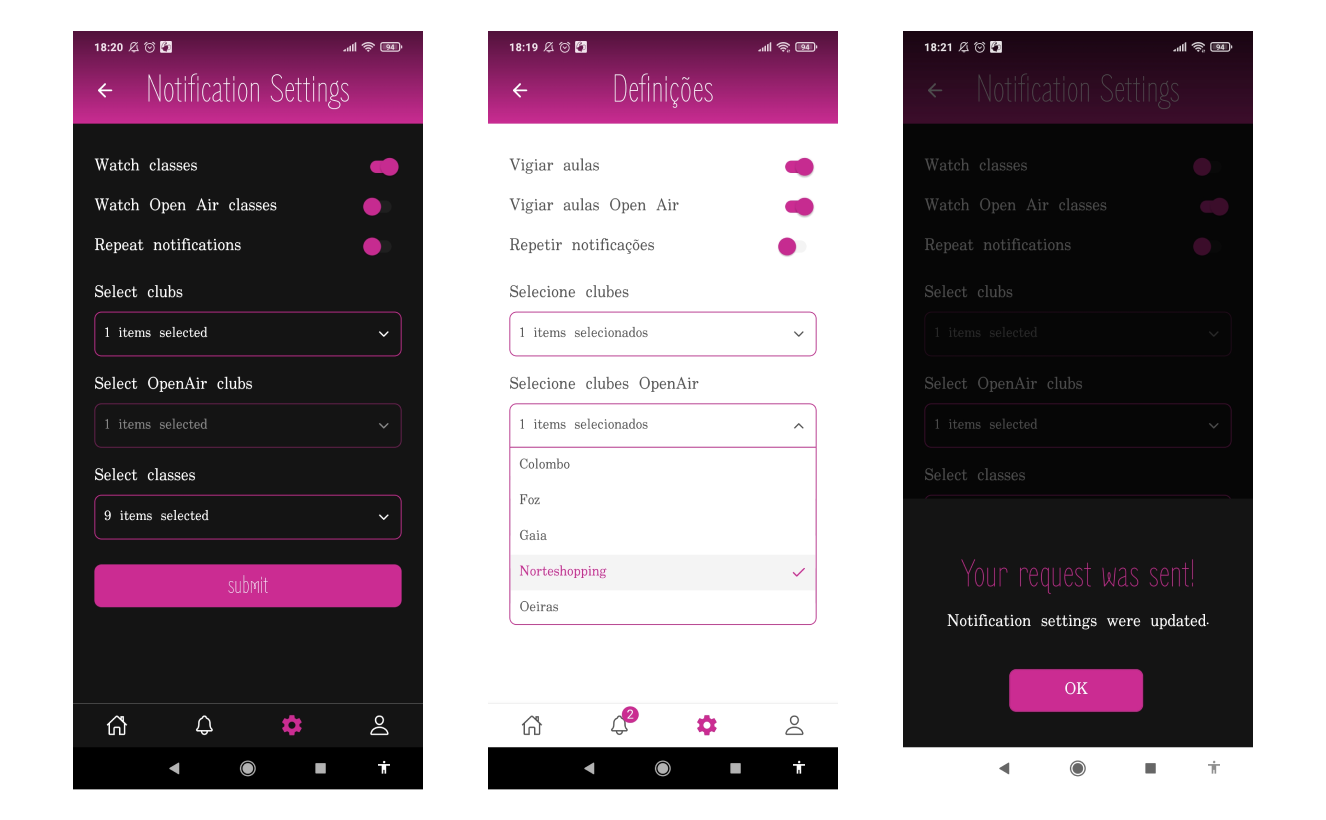 18:20
94
Notification Settings
Watch classes
Watch Open Air classes
Repeat notifications
Select clubs
1 items selected
Select OpenAir clubs
1 items selected
Select classes
9 items selected
submit
18:19
94
Definições
Vigiar aulas
Vigiar aulas Open Air
Repetir notificações
Selecione clubes
1 items selecionados
Selecione clubes OpenAir
1 items selecionados
Colombo
Foz
Gaia
Norteshopping
Oeiras
2
18:21
94
Notification Settings
Watch classes
Watch Open Air classes
Repeat notifications
Select clubs
1 items selected
Select OpenAir clubs
1 items selected
Select classes
Your request was sent!
Notification settings were updated.
OK